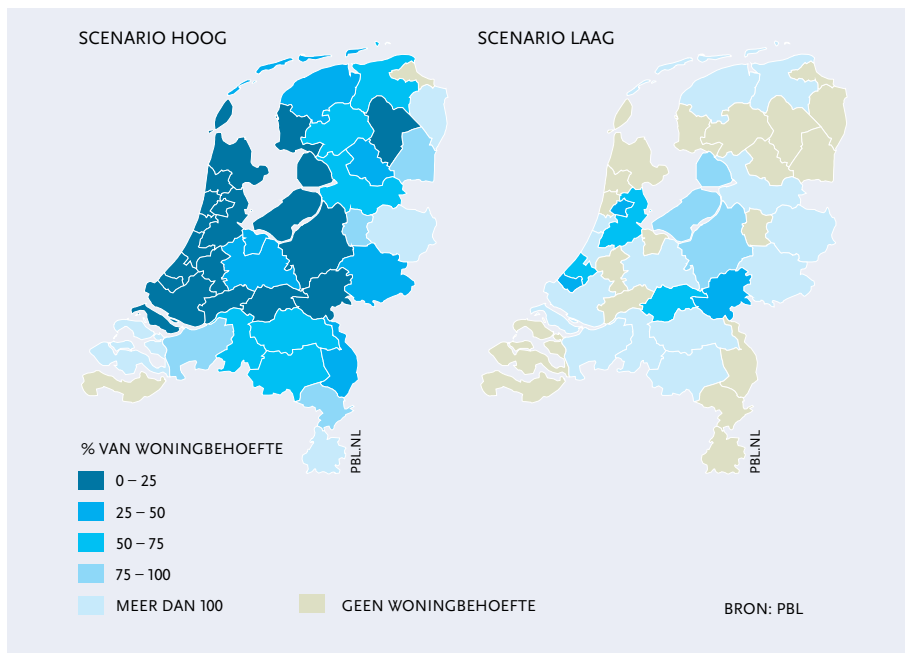 SCENARIO HOOG
SCENARIO LAAG
PBL.NL
PBL.NL
% VAN WONINGBEHOEFTE
0 – 25
25 – 50
50 – 75
75 – 100
MEER DAN 100
GEEN WONINGBEHOEFTE
BRON: PBL